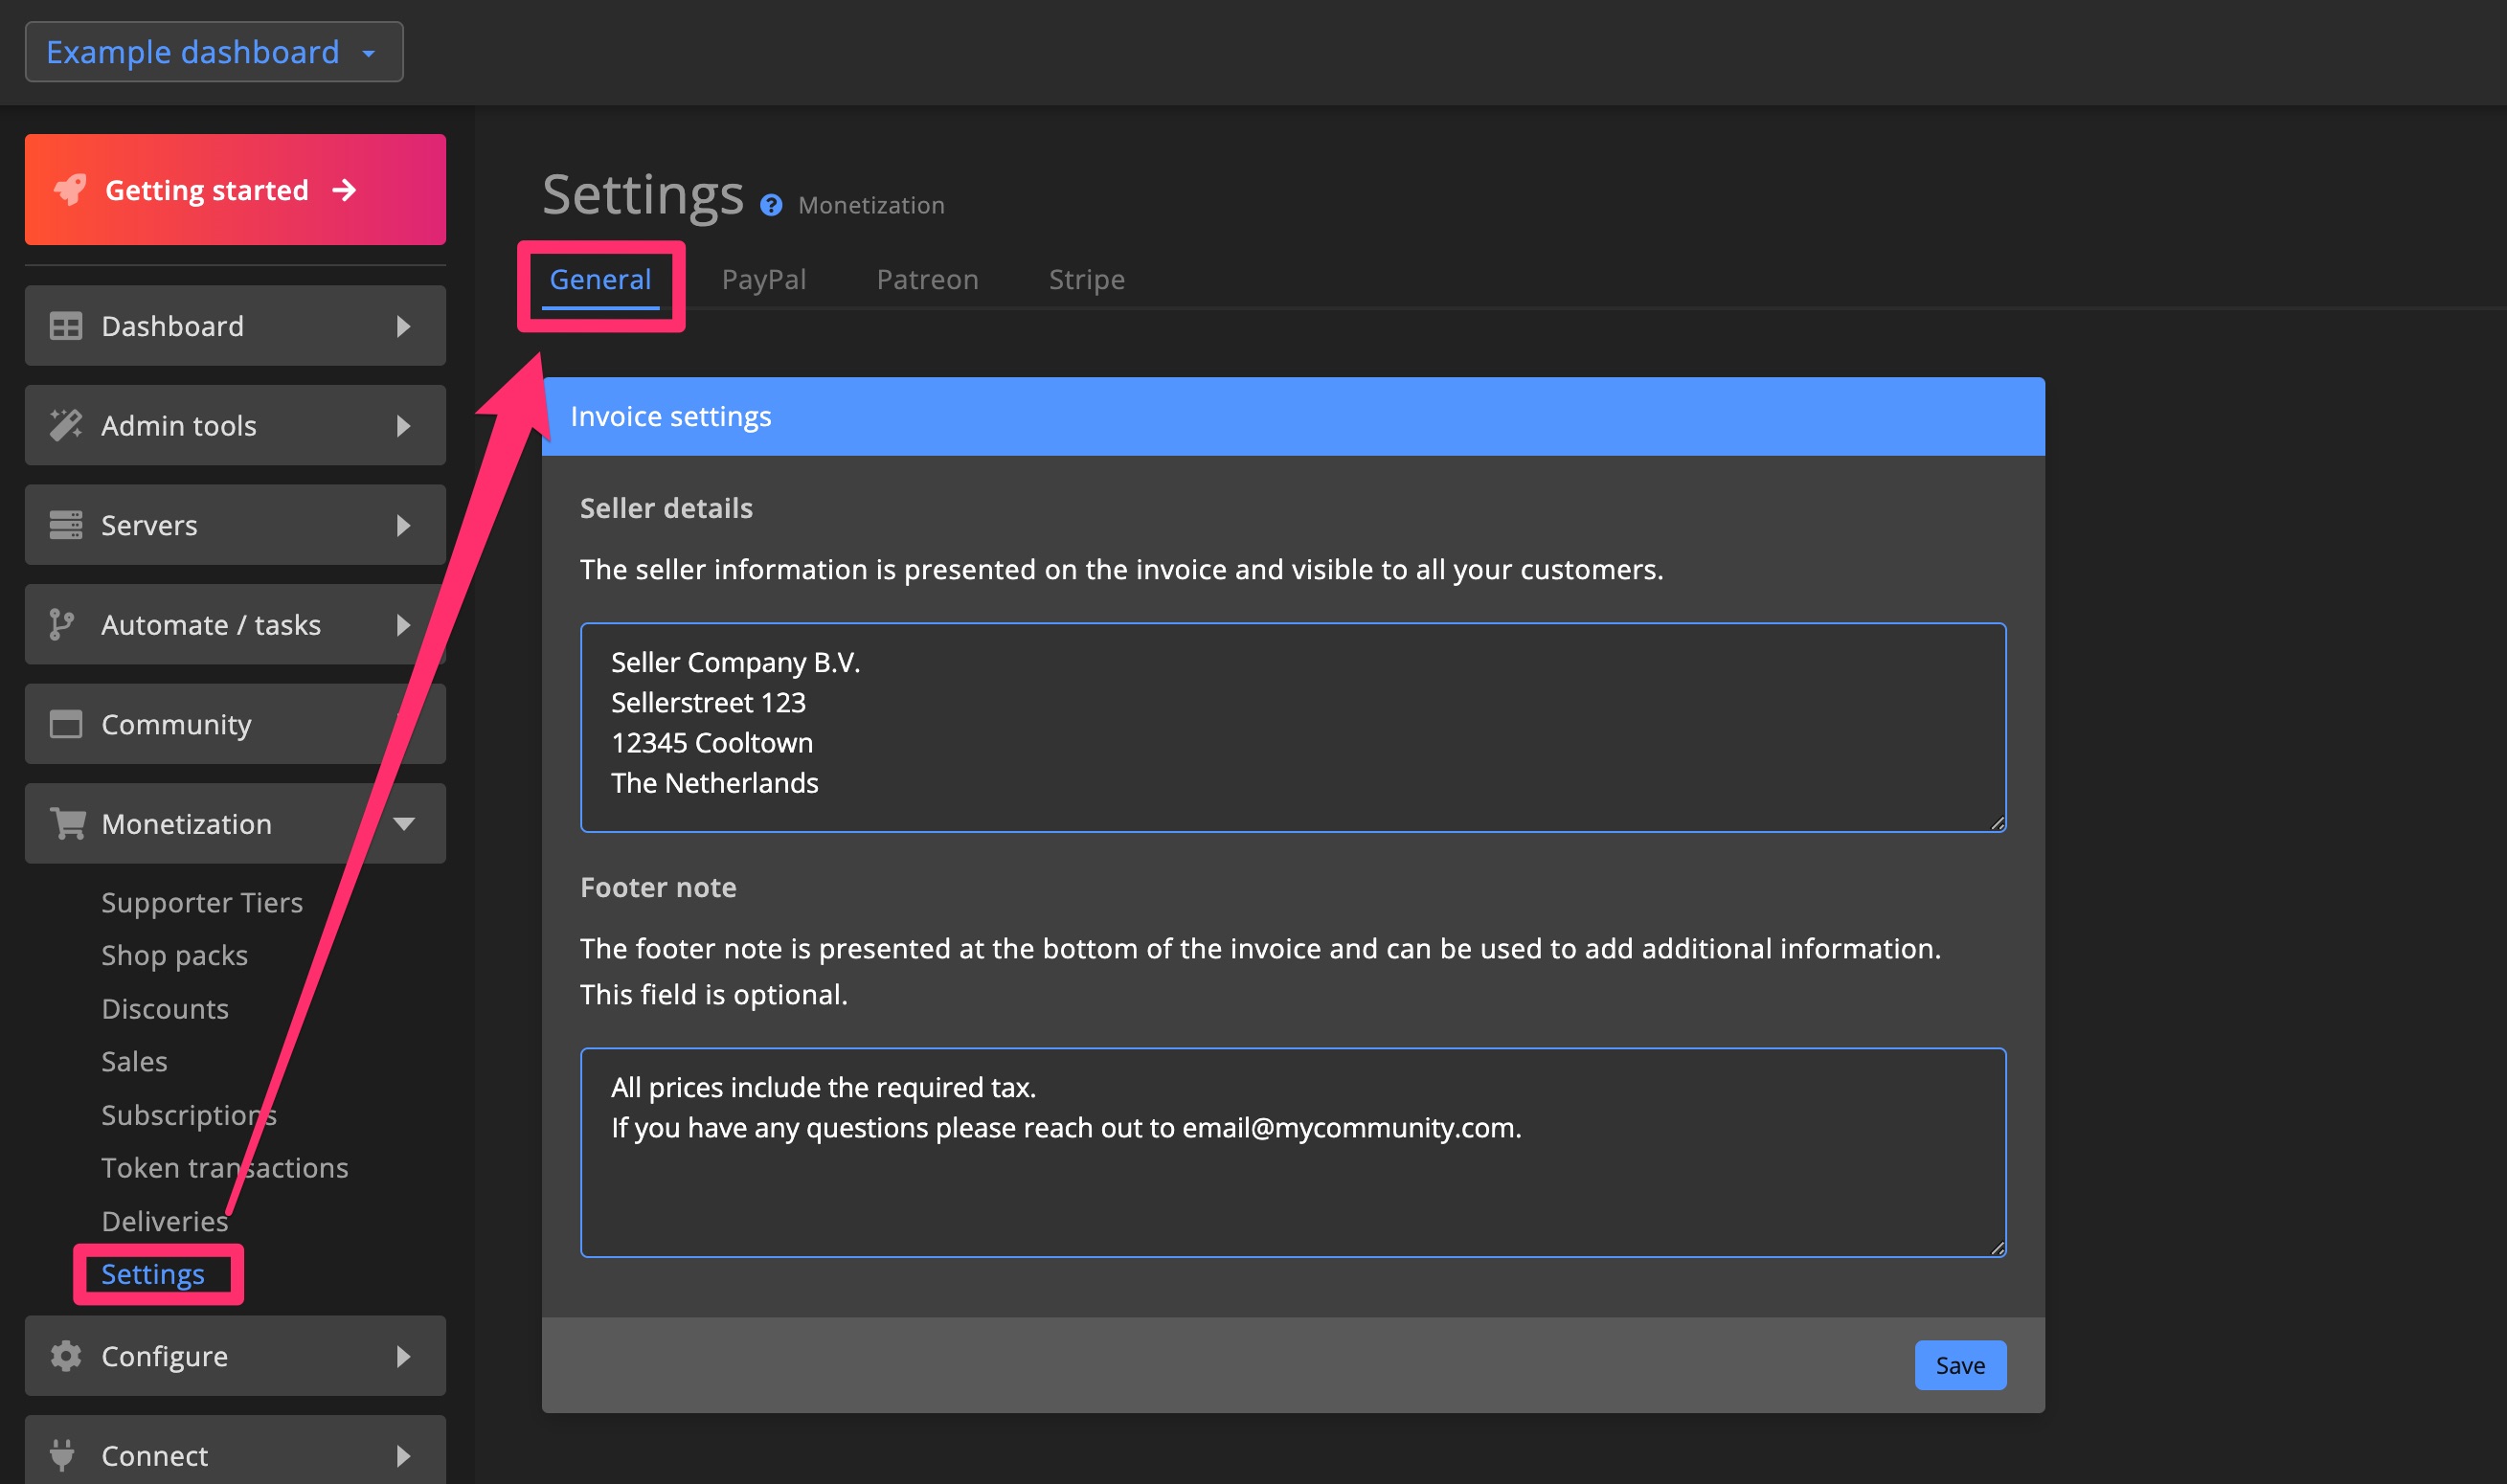 Example dashboard
Getting started
Dashboard
Admin tools
Servers
Automate / tasks
Community
Monetization
Supporter Tiers
Shop packs
Discounts
Sales
Subscriptions
Token transactions
Deliveries
Settings
Configure
Connect
Settings ? Monetization
General PayPal Patreon Stripe
Invoice settings
Seller details
The seller information is presented on the invoice and visible to all your customers.
Seller Company B.V.
Sellerstreet 123
12345 Cooltown
The Netherlands
Footer note
The footer note is presented at the bottom of the invoice and can be used to add additional information.
This field is optional.
All prices include the required tax.
If you have any questions please reach out to email@mycommunity.com.
Save